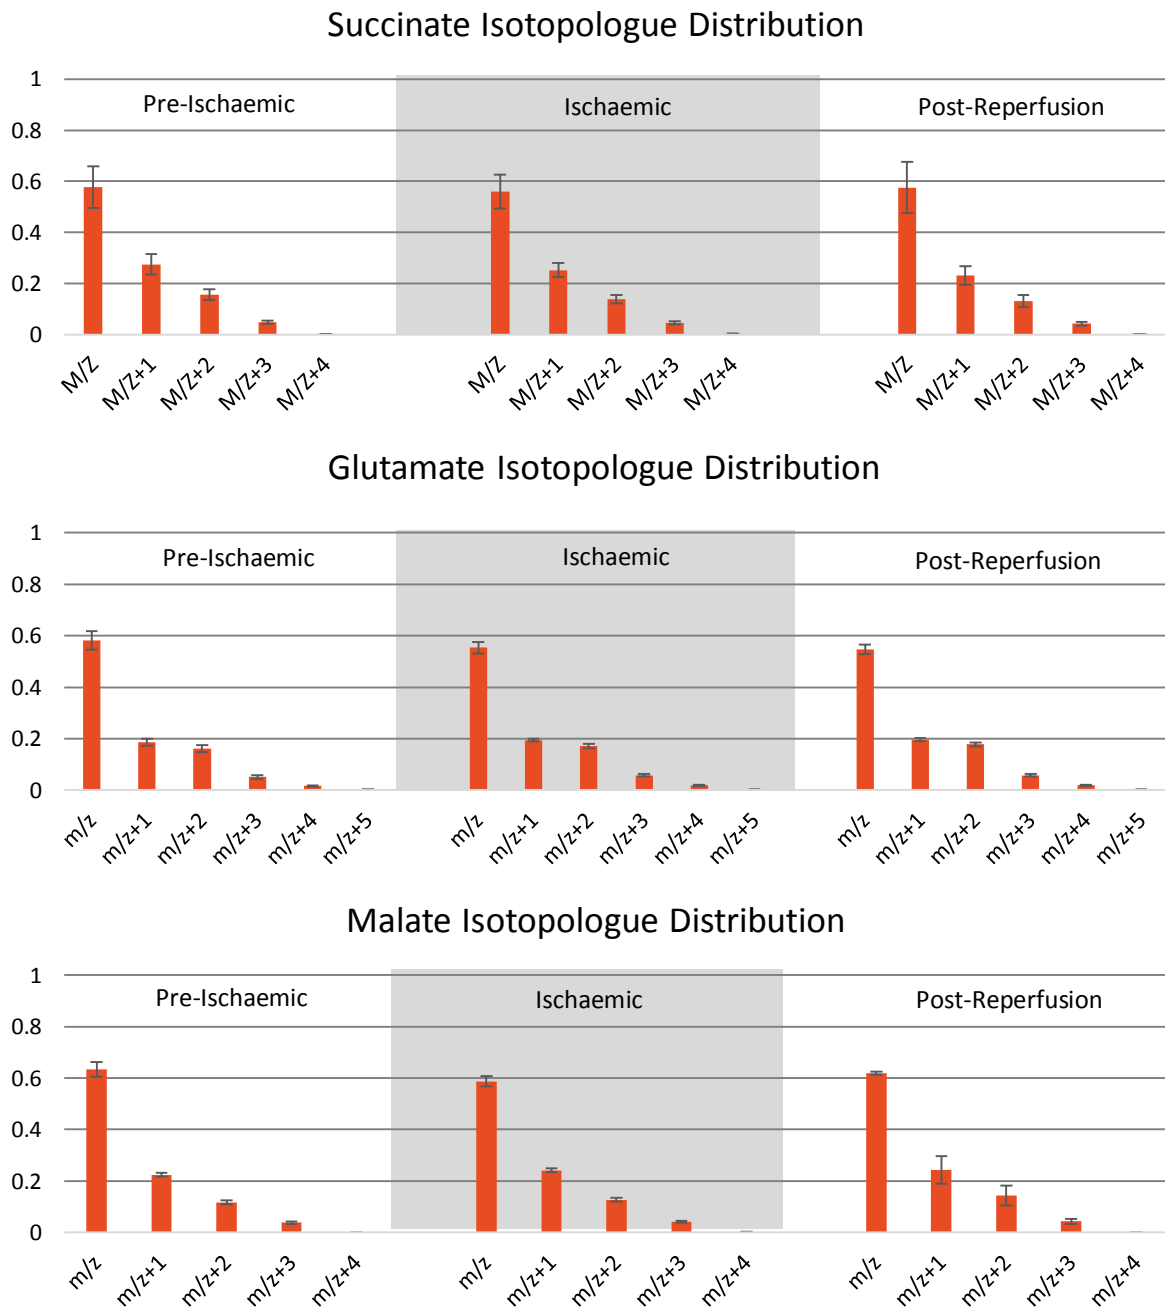 Succinate Isotopologue Distribution
1
0.8
0.6
0.4
0.2
0
Pre-Ischaemic
Ischaemic
Post-Reperfusion
M/Z
M/Z+1
M/Z+2
M/Z+3
M/Z+4
M/Z
M/Z+1
M/Z+2
M/Z+3
M/Z+4
M/Z
M/Z+1
M/Z+2
M/Z+3
M/Z+4
Glutamate Isotopologue Distribution
1
0.8
0.6
0.4
0.2
0
Pre-Ischaemic
Ischaemic
Post-Reperfusion
m/z
m/z+1
m/z+2
m/z+3
m/z+4
m/z+5
m/z
m/z+1
m/z+2
m/z+3
m/z+4
m/z+5
m/z
m/z+1
m/z+2
m/z+3
m/z+4
m/z+5
Malate Isotopologue Distribution
1
0.8
0.6
0.4
0.2
0
Pre-Ischaemic
Ischaemic
Post-Reperfusion
m/z
m/z+1
m/z+2
m/z+3
m/z+4
m/z
m/z+1
m/z+2
m/z+3
m/z+4
m/z
m/z+1
m/z+2
m/z+3
m/z+4